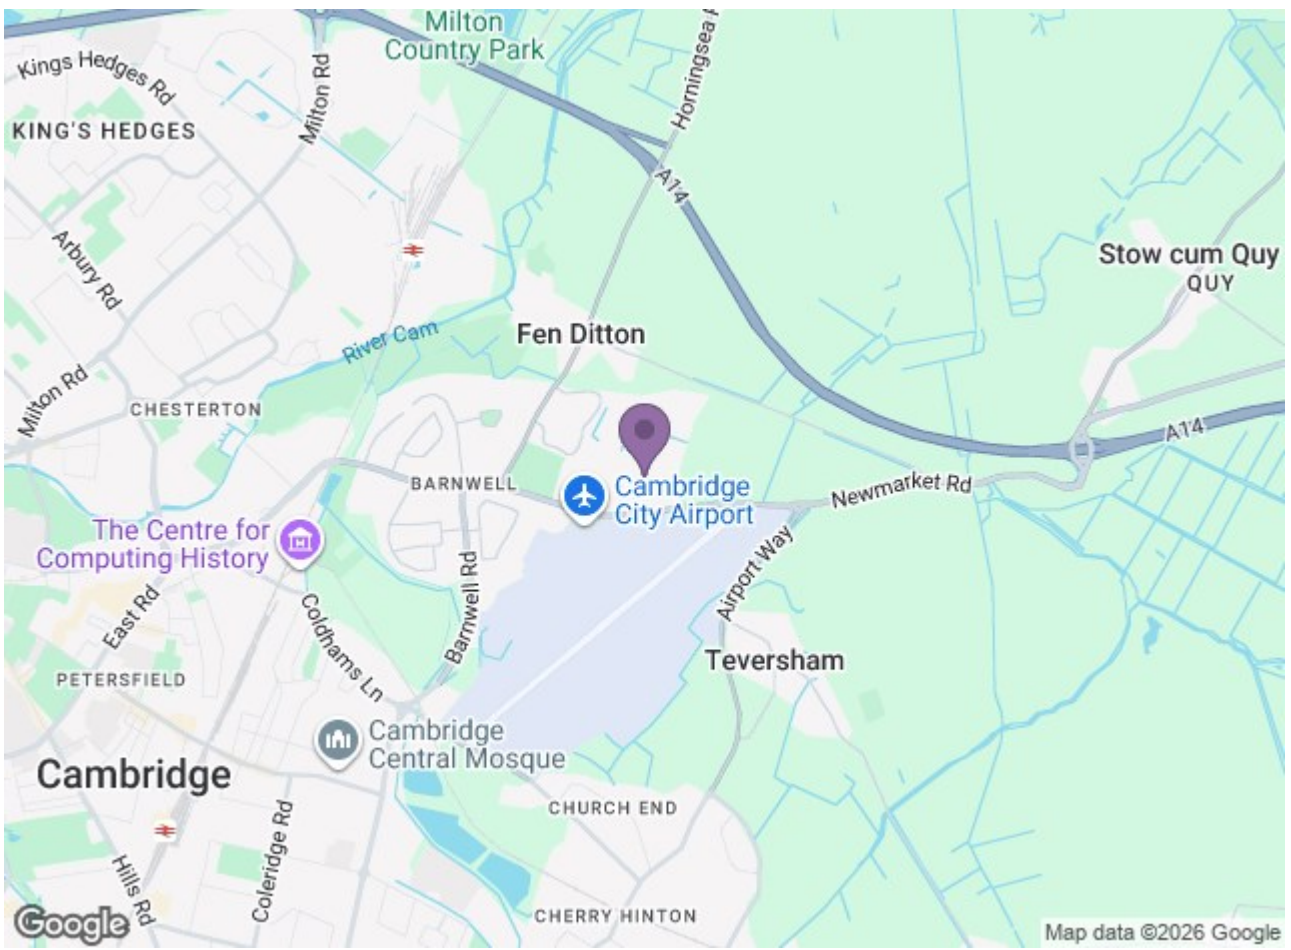 Milton
Country Park
Kings Hedges Rd
Milton Rd
Horningsea
KING'S HEDGES
A14
Arbury Rd
Stow cum Quy
QUY
River Cam
Fen Ditton
Milton Rd
CHESTERTON
A14
BARNWELL
Cambridge
City Airport
Newmarket Rd
The Centre for
Computing History
Airport Way
Barnwell Rd
East Rd
Coldhams Ln
Teversham
PETERSFIELD
Cambridge
Central Mosque
Cambridge
CHURCH END
Coleridge Rd
Hills Rd
CHERRY HINTON
Google
Map data ©2026 Google